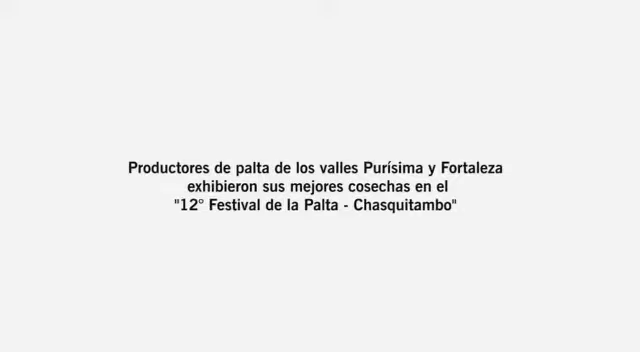 Productores de palta de los valles Purísima y Fortaleza
exhibieron sus mejores cosechas en el
"12º Festival de la Palta - Chasquitambo"